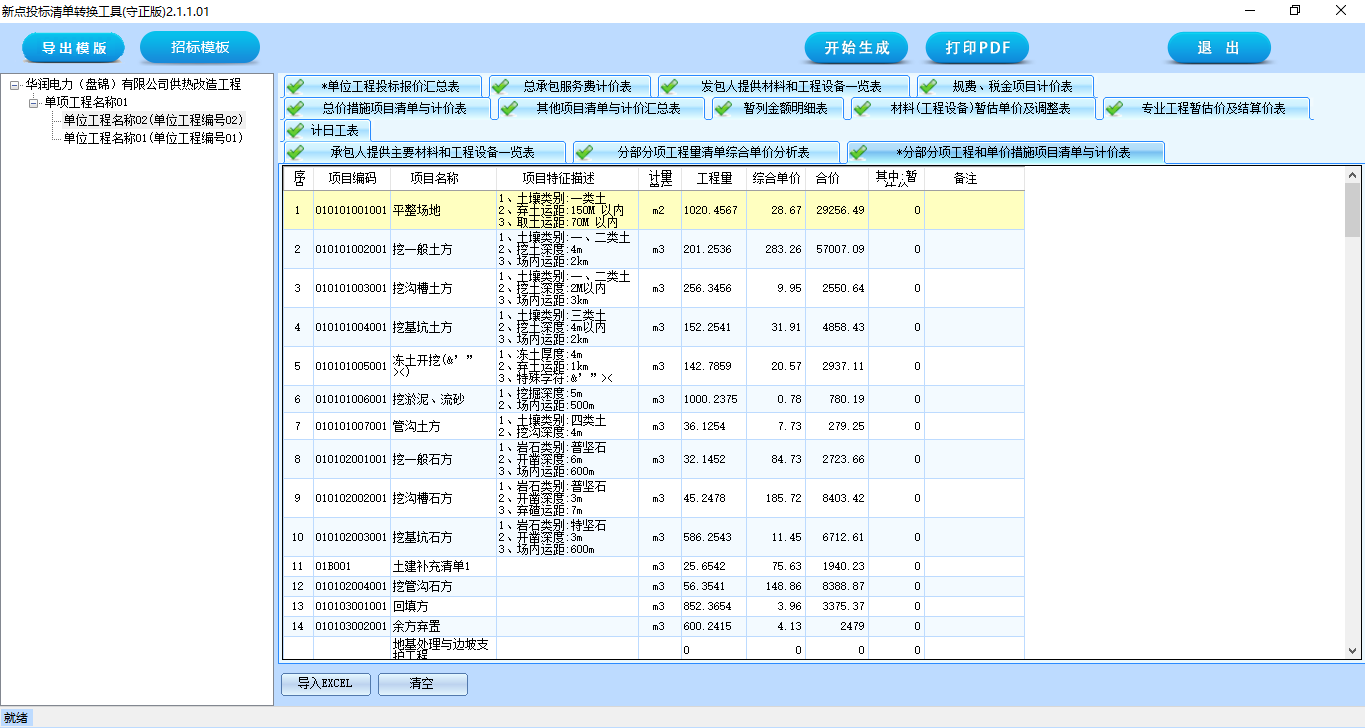 新点投标清单转换工具(守正版)2.1.1.01
导出模版 招标模板 开始生成 打印PDF 退 出
华润电力（盘锦）有限公司供热改造工程
单项工程名称01
单位工程名称02(单位工程编号02)
单位工程名称01(单位工程编号01)
*单位工程投标报价汇总表 总承包服务费计价表 发包人提供材料和工程设备一览表 规费、税金项目计价表
总价措施项目清单与计价表 其他项目清单与计价汇总表 暂列金额明细表 材料(工程设备)暂估单价及调整表 专业工程暂估价及结算价表
计日工表
承包人提供主要材料和工程设备一览表 分部分项工程量清单综合单价分析表 *分部分项工程和单价措施项目清单与计价表
序 项目编码 项目名称 项目特征描述 计量 工程量 综合单价 合价 其中:暂 备注
1 010101001001 平整场地 1、土壤类别:一类土 m2 1020.4567 28.67 29256.49 0
2、弃土运距:150M 以内
3、取土运距:70M 以内
2 010101002001 挖一般土方 1、土壤类别:一、二类土 m3 201.2536 283.26 57007.09 0
2、挖土深度:4m
3、场内运距:2km
3 010101003001 挖沟槽土方 1、土壤类别:一、二类土 m3 256.3456 9.95 2550.64 0
2、挖土深度:2M以内
3、场内运距:3km
4 010101004001 挖基坑土方 1、土壤类别:三类土 m3 152.2541 31.91 4858.43 0
2、挖土深度:4m以内
3、场内运距:2km
5 010101005001 冻土开挖(&’” 1、冻土厚度:4m m3 142.7859 20.57 2937.11 0
><) 2、弃土运距:1km
3、特殊字符:&’”><
6 010101006001 挖淤泥、流砂 1、挖掘深度:5m m3 1000.2375 0.78 780.19 0
2、场内运距:500m
7 010101007001 管沟土方 1、土壤类别:四类土 m3 36.1254 7.73 279.25 0
2、挖沟深度:4m
8 010102001001 挖一般石方 1、岩石类别:普坚石 m3 32.1452 84.73 2723.66 0
2、开凿深度:6m
3、场内运距:600m
9 010102002001 挖沟槽石方 1、岩石类别:普坚石 m3 45.2478 185.72 8403.42 0
2、开凿深度:3m
3、弃碴运距:7m
10 010102003001 挖基坑石方 1、岩石类别:特坚石 m3 586.2543 11.45 6712.61 0
2、开凿深度:3m
3、场内运距:600m
11 01B001 土建补充清单1 m3 25.6542 75.63 1940.23 0
12 010102004001 挖管沟石方 m3 56.3541 148.86 8388.87 0
13 010103001001 回填方 m3 852.3654 3.96 3375.37 0
14 010103002001 余方弃置 m3 600.2415 4.13 2479 0
地基处理与边坡支 0 0 0 0
护工程
导入EXCEL 清空
就绪